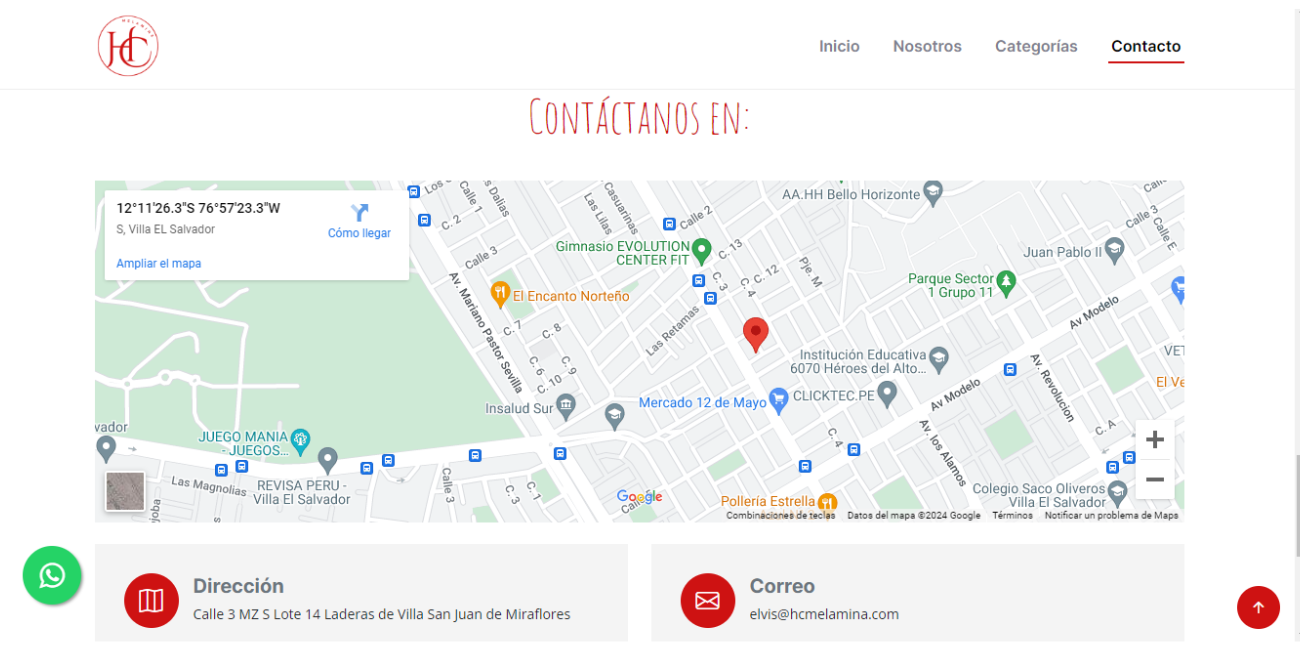 MELAMINA
HC
Inicio
Nosotros
Categorías
Contacto
CONTÁCTANOS EN:
12°11'26.3"S 76°57'23.3"W
S, Villa EL Salvador
Cómo llegar
Ampliar el mapa
Los
Calle 1
Las Dalias
C. 2
Calle 3
Las Lilas
Casuarinas
Calle 2
AA.HH Bello Horizonte
Calle 3
Calle E
Gimnasio EVOLUTION
CENTER FIT
C. 13
C. 12
C. 3
C. 4
Pje. M
Juan Pablo II
Parque Sector
1 Grupo 11
El Encanto Norteño
Av. Mariano Pastor Sevilla
C. 7
C. 8
C. 6
C. 9
C. 10
Las Retamas
Av Modelo
Institución Educativa
6070 Héroes del Alto...
VET
El Ve
Av. Revolucion
Insalud Sur
Mercado 12 de Mayo
CLICKTEC.PE
Av Modelo
vador
JUEGO MANIA
- JUEGOS...
C. 4
Av. los Alamos
C. A
Las Magnolias
REVISA PERU -
Villa El Salvador
Calle 3
C. 3
C. 1
Google
Pollería Estrella
Colegio Saco Oliveros
Villa El Salvador
Combinaciones de teclas
Datos del mapa ©2024 Google
Términos
Notificar un problema de Maps
Dirección
Calle 3 MZ S Lote 14 Laderas de Villa San Juan de Miraflores
Correo
elvis@hcmelamina.com